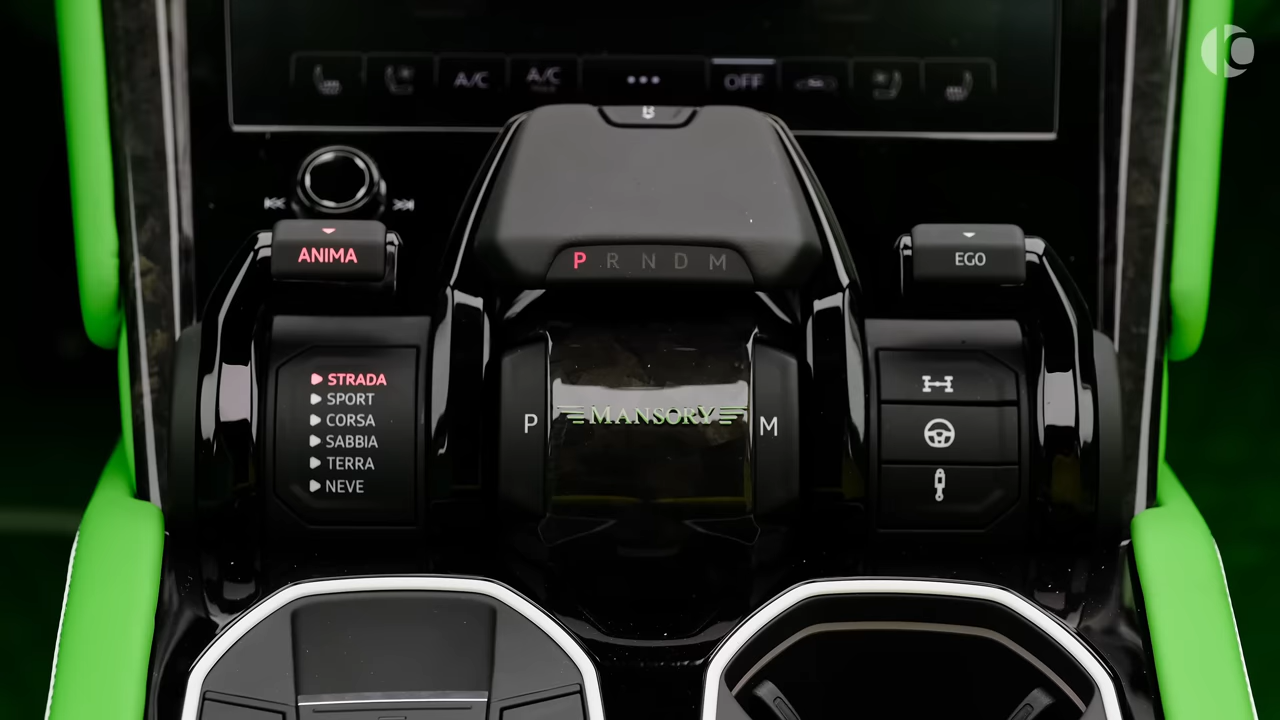 A/C
A/C
OFF
B
ANIMA
P R N D M
EGO
STRADA
SPORT
CORSA
SABBIA
TERRA
NEVE
P
MANSORY
M